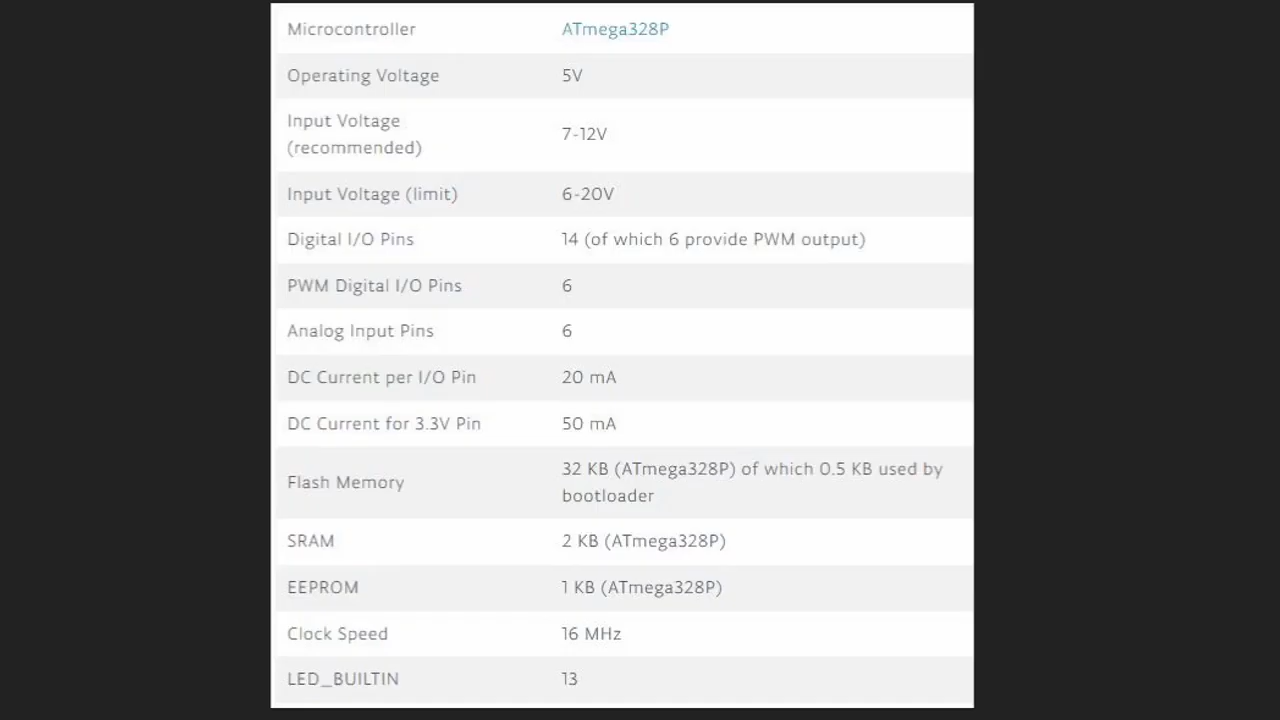 Microcontroller ATmega328P
Operating Voltage 5V
Input Voltage
(recommended) 7-12V
Input Voltage (limit) 6-20V
Digital I/O Pins 14 (of which 6 provide PWM output)
PWM Digital I/O Pins 6
Analog Input Pins 6
DC Current per I/O Pin 20 mA
DC Current for 3.3V Pin 50 mA
Flash Memory 32 KB (ATmega328P) of which 0.5 KB used by
bootloader
SRAM 2 KB (ATmega328P)
EEPROM 1 KB (ATmega328P)
Clock Speed 16 MHz
LED_BUILTIN 13